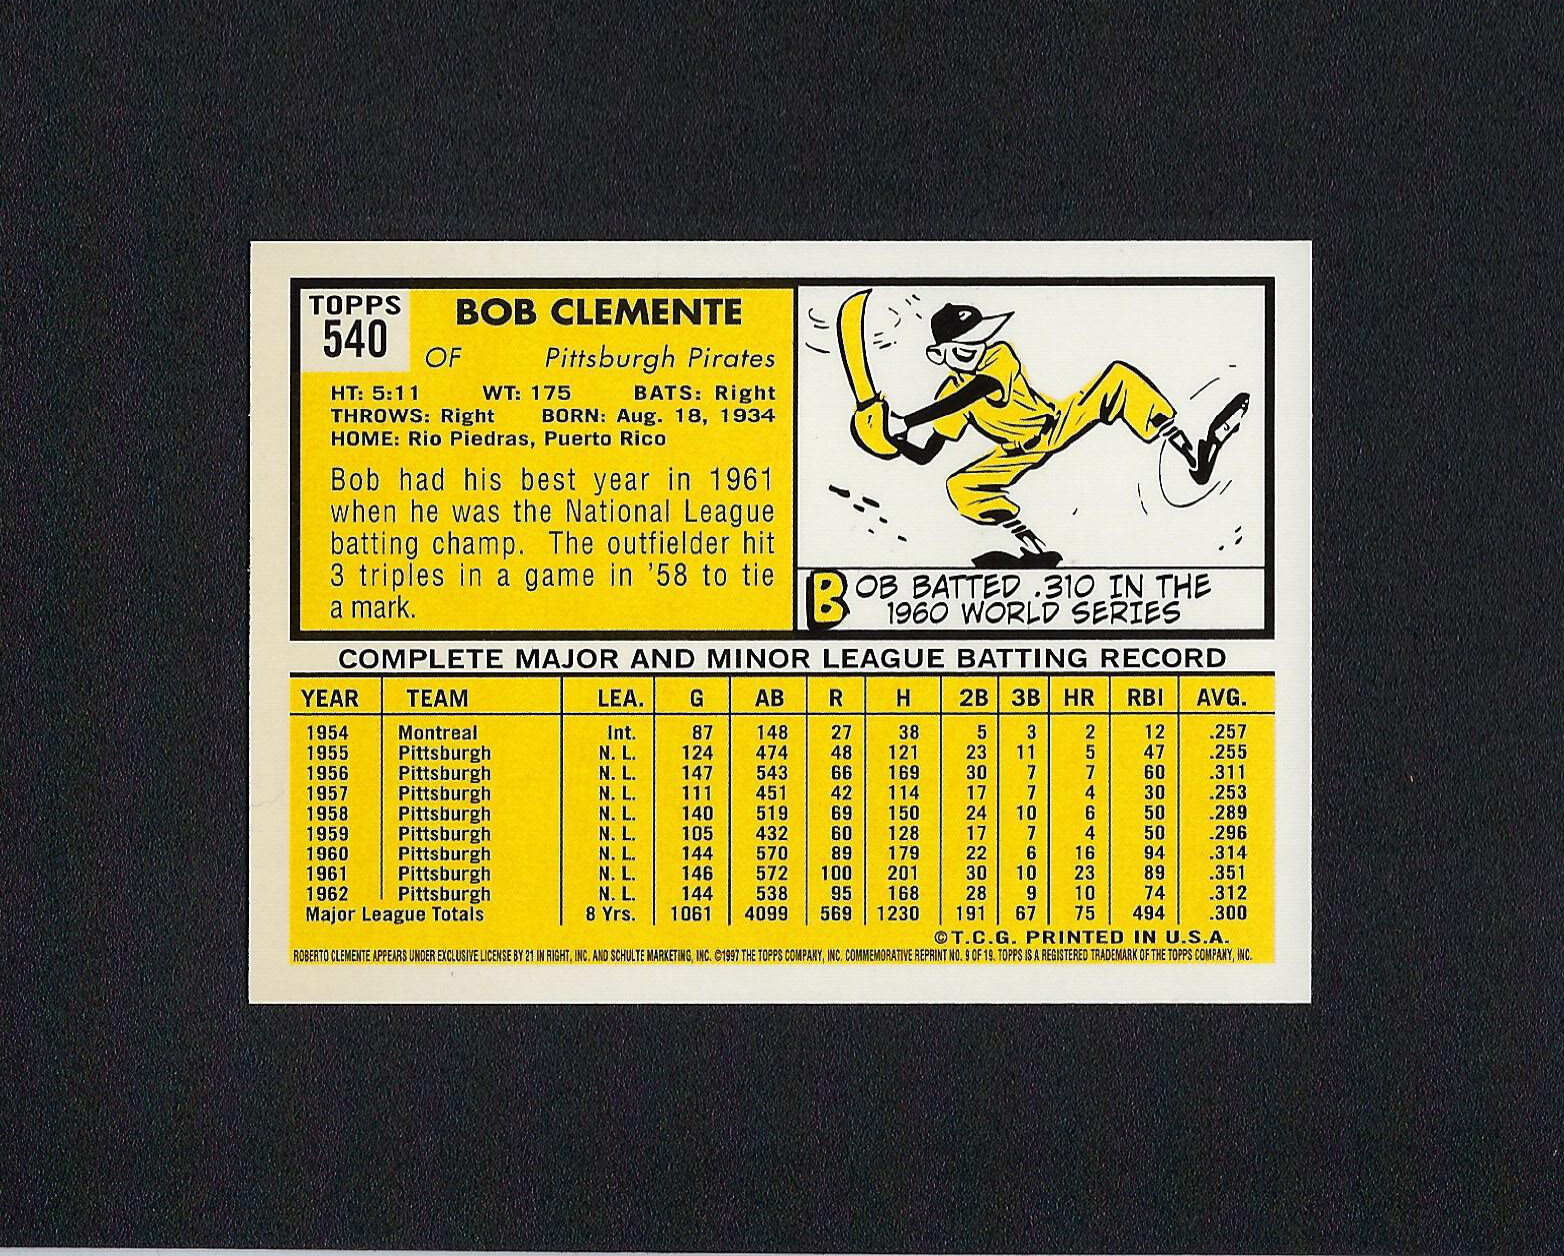 TOPPS
540
BOB CLEMENTE
OF Pittsburgh Pirates
HT: 5:11 WT: 175 BATS: Right
THROWS: Right BORN: Aug. 18, 1934
HOME: Rio Piedras, Puerto Rico
Bob had his best year in 1961
when he was the National League
batting champ. The outfielder hit
3 triples in a game in '58 to tie
a mark.
BOB BATTED .310 IN THE
1960 WORLD SERIES
COMPLETE MAJOR AND MINOR LEAGUE BATTING RECORD
YEAR TEAM LEA. G AB R H 2B 3B HR RBI AVG.
1954 Montreal Int. 87 148 27 38 5 3 2 12 .257
1955 Pittsburgh N. L. 124 474 48 121 23 11 5 47 .255
1956 Pittsburgh N. L. 147 543 66 169 30 7 7 60 .311
1957 Pittsburgh N. L. 111 451 42 114 17 7 4 30 .253
1958 Pittsburgh N. L. 140 519 69 150 24 10 6 50 .289
1959 Pittsburgh N. L. 105 432 60 128 17 7 4 50 .296
1960 Pittsburgh N. L. 144 570 89 179 22 6 16 94 .314
1961 Pittsburgh N. L. 146 572 100 201 30 10 23 89 .351
1962 Pittsburgh N. L. 144 538 95 168 28 9 10 74 .312
Major League Totals 8 Yrs. 1061 4099 569 1230 191 67 75 494 .300
©T.C.G. PRINTED IN U.S.A.
ROBERTO CLEMENTE APPEARS UNDER EXCLUSIVE LICENSE BY 21 IN RIGHT, INC. AND SCHULTE MARKETING, INC. ©1997 THE TOPPS COMPANY, INC. COMMEMORATIVE REPRINT NO. 9 OF 19. TOPPS IS A REGISTERED TRADEMARK OF THE TOPPS COMPANY, INC.